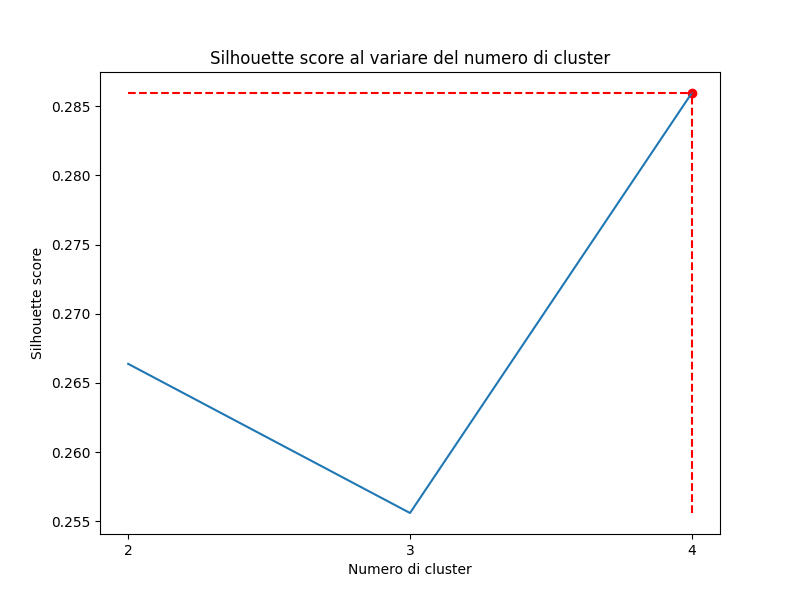 Silhouette score al variare del numero di cluster
0.285
0.280
0.275
0.270
0.265
0.260
0.255
Silhouette score
2 3 4
Numero di cluster